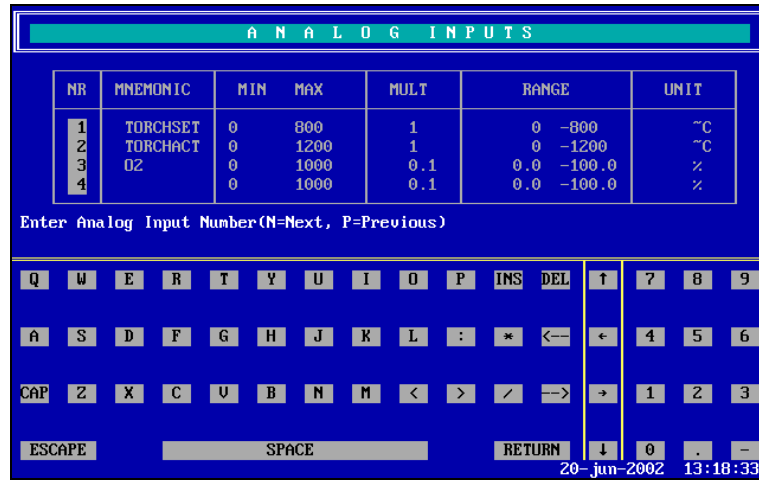 ANALOG INPUTS
NR MNEMONIC MIN MAX MULT RANGE UNIT
1 TORCHSET 0 800 1 0 -800 ~C
2 TORCHACT 0 1200 1 0 -1200 ~C
3 O2 0 1000 0.1 0.0 -100.0 %
4 0 1000 0.1 0.0 -100.0 %
Enter Analog Input Number(N=Next, P=Previous)
Q W E R T Y U I O P INS DEL ↑ 7 8 9
A S D F G H J K L : * <-- ← 4 5 6
CAP Z X C V B N M < > / --> → 1 2 3
ESCAPE SPACE RETURN ↓ 0 . -
20-jun-2002 13:18:33